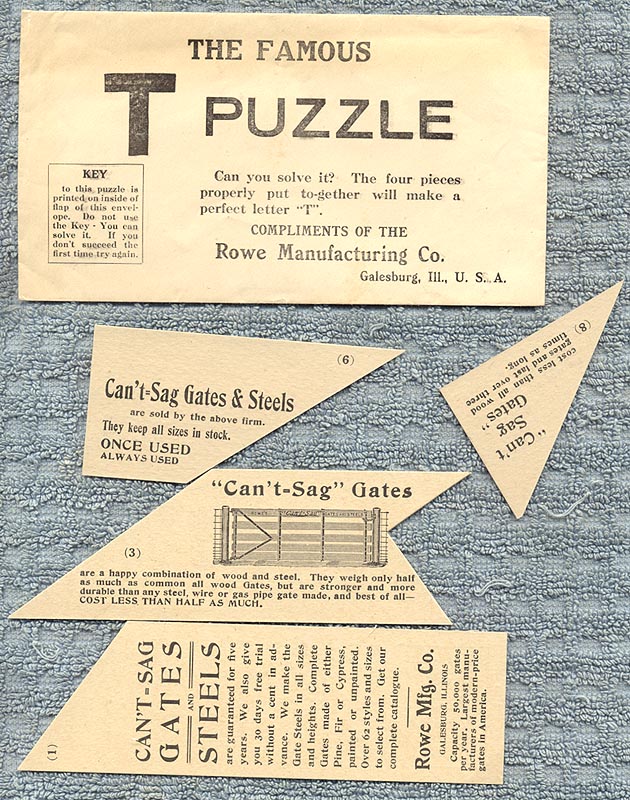 THE FAMOUS
T PUZZLE
KEY
to this puzzle is
printed on inside of
flap of this envel-
ope. Do not use
the Key - You can
solve it. If you
don't succeed the
first time try again.
Can you solve it? The four pieces
properly put to-gether will make a
perfect letter "T".
COMPLIMENTS OF THE
Rowe Manufacturing Co.
Galesburg, Ill., U. S. A.
(6)
Can't-Sag Gates & Steels
are sold by the above firm.
They keep all sizes in stock.
ONCE USED
ALWAYS USED
(8)
"Can't
Sag
Gates"
cost less than all wood
gates and last over three
times as long.
"Can't-Sag" Gates
(3)
are a happy combination of wood and steel. They weigh only half
as much as common all wood Gates, but are stronger and more
durable than any steel, wire or gas pipe gate made, and best of all—
COST LESS THAN HALF AS MUCH.
(1)
CAN'T-SAG
GATES
AND
STEELS
are guaranteed for five
years. We also give
you 30 days free trial
without a cent in ad-
vance. We make the
Gate Steels in all sizes
and heights. Complete
Gates made of either
Pine, Fir or Cypress,
painted or unpainted.
Over 62 styles and sizes
to select from. Get our
complete catalogue.
Rowe Mfg. Co.
GALESBURG, ILLINOIS
Capacity 50,000 gates
per year. Largest manu-
facturers of modern-price
gates in America.